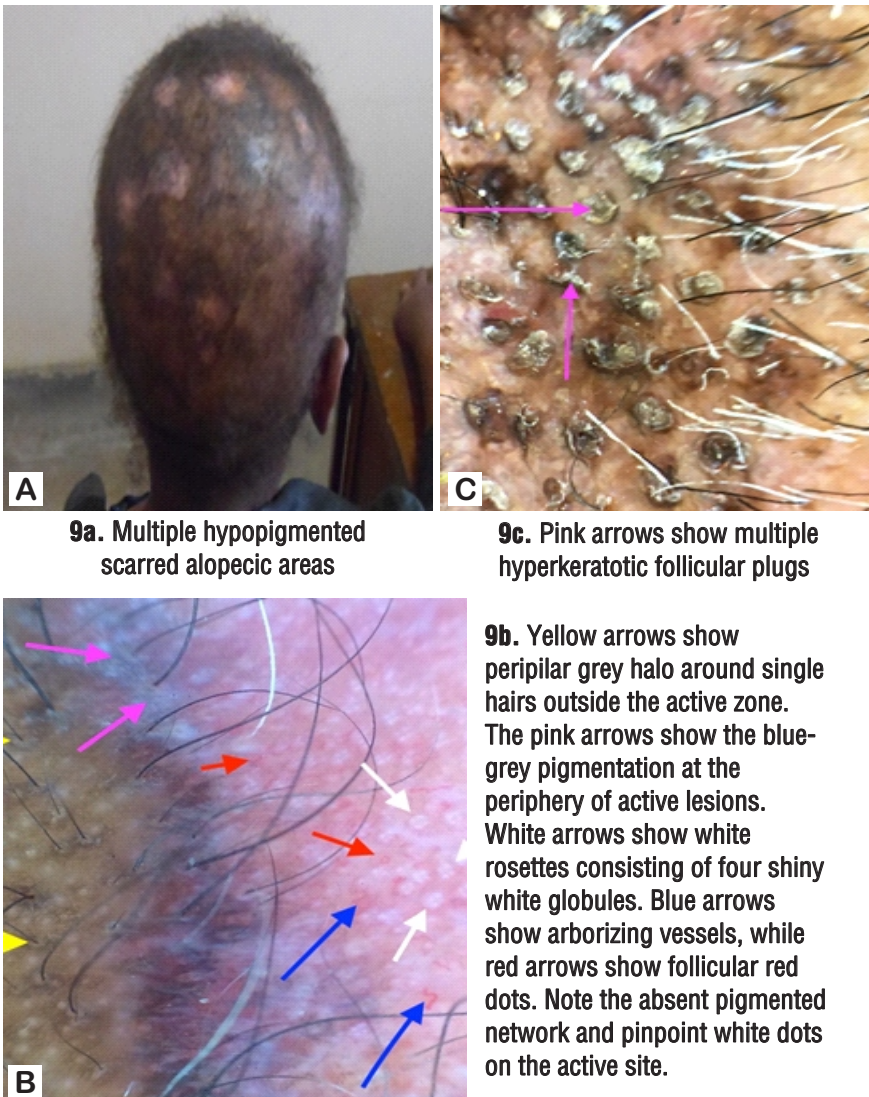 A
C
9a. Multiple hypopigmented
scarred alopecic areas
9c. Pink arrows show multiple
hyperkeratotic follicular plugs
B
9b. Yellow arrows show
peripilar grey halo around single
hairs outside the active zone.
The pink arrows show the blue-
grey pigmentation at the
periphery of active lesions.
White arrows show white
rosettes consisting of four shiny
white globules. Blue arrows
show arborizing vessels, while
red arrows show follicular red
dots. Note the absent pigmented
network and pinpoint white dots
on the active site.